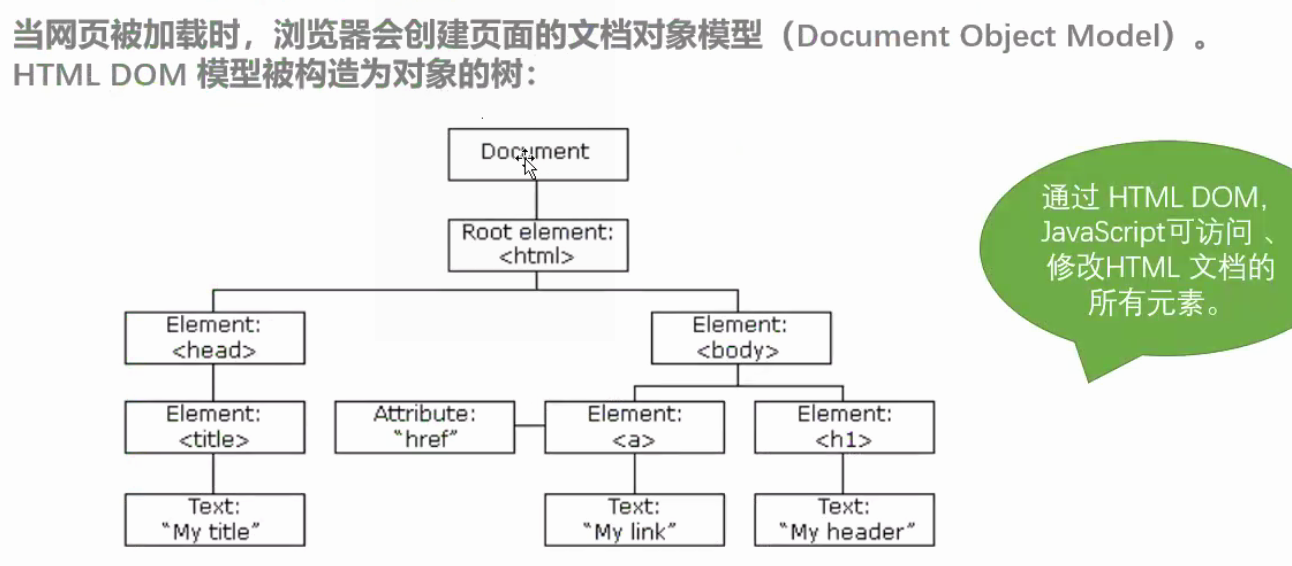 当网页被加载时，浏览器会创建页面的文档对象模型（Document Object Model）。
HTML DOM 模型被构造为对象的树：
Document
Root element:
<html>
Element:
<head>
Element:
<body>
Element:
<title>
Attribute:
“href”
Element:
<a>
Element:
<h1>
Text:
“My title”
Text:
“My link”
Text:
“My header”
通过 HTML DOM，
JavaScript可访问 、
修改HTML 文档的
所有元素。